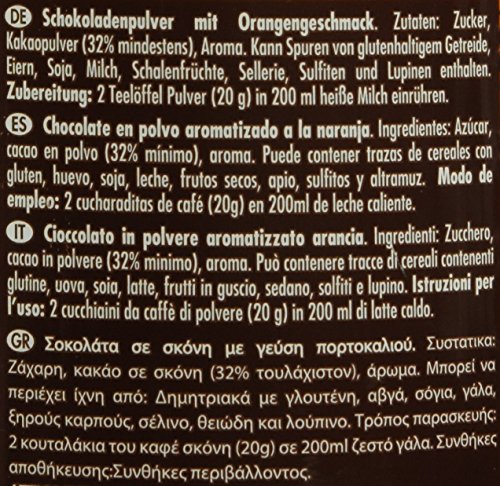 DE Schokoladenpulver mit Orangengeschmack. Zutaten: Zucker,
Kakaopulver (32% mindestens), Aroma. Kann Spuren von glutenhaltigem Getreide,
Eiern, Soja, Milch, Schalenfrüchte, Sellerie, Sulfiten und Lupinen enthalten.
Zubereitung: 2 Teelöffel Pulver (20 g) in 200 ml heiße Milch einrühren.
ES Chocolate en polvo aromatizado a la naranja. Ingredientes: Azúcar,
cacao en polvo (32% mínimo), aroma. Puede contener trazas de cereales con
gluten, huevo, soja, leche, frutos secos, apio, sulfitos y altramuz. Modo de
empleo: 2 cucharaditas de café (20g) en 200ml de leche caliente.
IT Cioccolato in polvere aromatizzato arancia. Ingredienti: Zucchero,
cacao in polvere (32% minimo), aroma. Può contenere tracce di cereali contenenti
glutine, uova, soia, latte, frutti in guscio, sedano, solfiti e lupino. Istruzioni per
l'uso: 2 cucchiaini da caffè di polvere (20 g) in 200 ml di latte caldo.
GR Σοκολάτα σε σκόνη με γεύση πορτοκαλιού. Συστατικα:
Ζάχαρη, κακάο σε σκόνη (32% τουλάχιστον), άρωμα. Μπορεί να
περιέχει ίχνη από: Δημητριακά με γλουτένη, αβγά, σόγια, γάλα,
ξηρούς καρπούς, σέλινο, θειώδη και λούπινο. Τρόπος παρασκευής
2 κουταλάκια του καφέ σκόνη (20g) σε 200ml ζεστό γάλα. Συνθήκες
αποθήκευσης:Συνθήκες περιβάλλοντος.